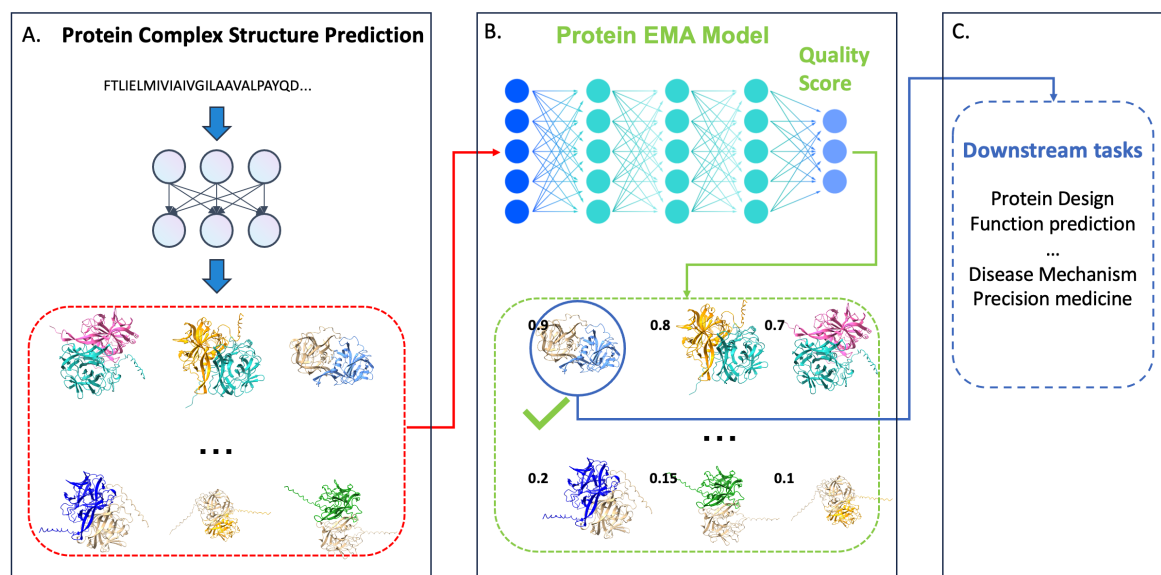 A.
Protein Complex Structure Prediction
FTLIELMIVIAIVGILAAVALPAYQD...
...
B.
Protein EMA Model
Quality
Score
0.9
0.8
0.7
...
0.2
0.15
0.1
C.
Downstream tasks
Protein Design
Function prediction
...
Disease Mechanism
Precision medicine